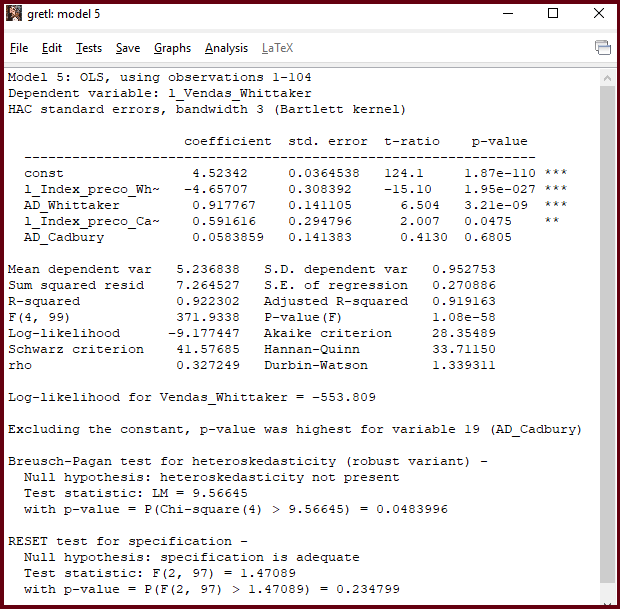 gretl: model 5
File Edit Tests Save Graphs Analysis LaTeX
Model 5: OLS, using observations 1-104
Dependent variable: l_Vendas_Whittaker
HAC standard errors, bandwidth 3 (Bartlett kernel)
coefficient std. error t-ratio p-value
const 4.52342 0.0364538 124.1 1.87e-110 ***
l_Index_preco_Wh~ -4.65707 0.308392 -15.10 1.95e-027 ***
AD_Whittaker 0.917767 0.141105 6.504 3.21e-09 ***
l_Index_preco_Ca~ 0.591616 0.294796 2.007 0.0475 **
AD_Cadbury 0.0583859 0.141383 0.4130 0.6805
Mean dependent var 5.236838 S.D. dependent var 0.952753
Sum squared resid 7.264527 S.E. of regression 0.270886
R-squared 0.922302 Adjusted R-squared 0.919163
F(4, 99) 371.9338 P-value(F) 1.08e-58
Log-likelihood -9.177447 Akaike criterion 28.35489
Schwarz criterion 41.57685 Hannan-Quinn 33.71150
rho 0.327249 Durbin-Watson 1.339311
Log-likelihood for Vendas_Whittaker = -553.809
Excluding the constant, p-value was highest for variable 19 (AD_Cadbury)
Breusch-Pagan test for heteroskedasticity (robust variant) -
Null hypothesis: heteroskedasticity not present
Test statistic: LM = 9.56645
with p-value = P(Chi-square(4) > 9.56645) = 0.0483996
RESET test for specification -
Null hypothesis: specification is adequate
Test statistic: F(2, 97) = 1.47089
with p-value = P(F(2, 97) > 1.47089) = 0.234799